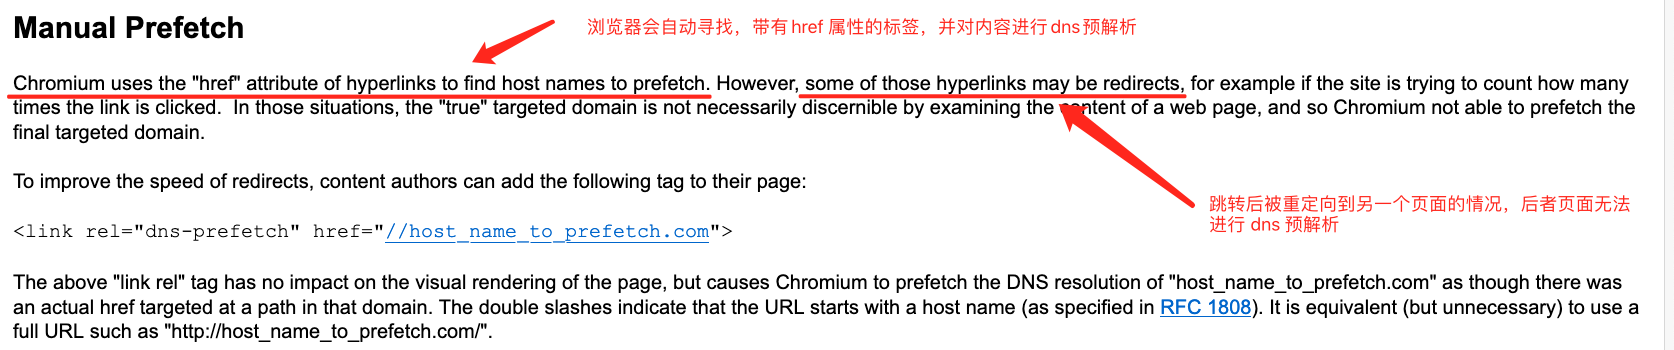 Manual Prefetch
浏览器会自动寻找，带有 href 属性的标签，并对内容进行 dns 预解析
Chromium uses the "href" attribute of hyperlinks to find host names to prefetch. However, some of those hyperlinks may be redirects, for example if the site is trying to count how many
times the link is clicked.  In those situations, the "true" targeted domain is not necessarily discernible by examining the content of a web page, and so Chromium not able to prefetch the
final targeted domain.
To improve the speed of redirects, content authors can add the following tag to their page:
跳转后被重定向到另一个页面的情况，后者页面无法
进行 dns 预解析
<link rel="dns-prefetch" href="//host_name_to_prefetch.com">
The above "link rel" tag has no impact on the visual rendering of the page, but causes Chromium to prefetch the DNS resolution of "host_name_to_prefetch.com" as though there was
an actual href targeted at a path in that domain. The double slashes indicate that the URL starts with a host name (as specified in RFC 1808). It is equivalent (but unnecessary) to use a
full URL such as "http://host_name_to_prefetch.com/".